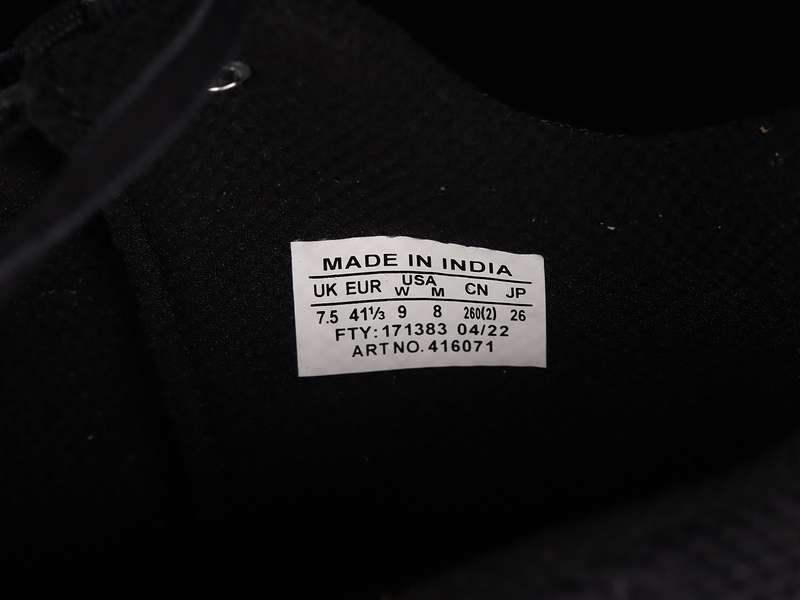 MADE IN INDIA
UK EUR USA W M CN JP
7.5 41⅓ 9 8 260(2) 26
FTY: 171383 04/22
ART NO. 416071